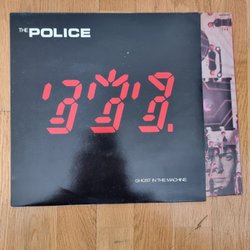 THE POLICE
GHOST IN THE MACHINE